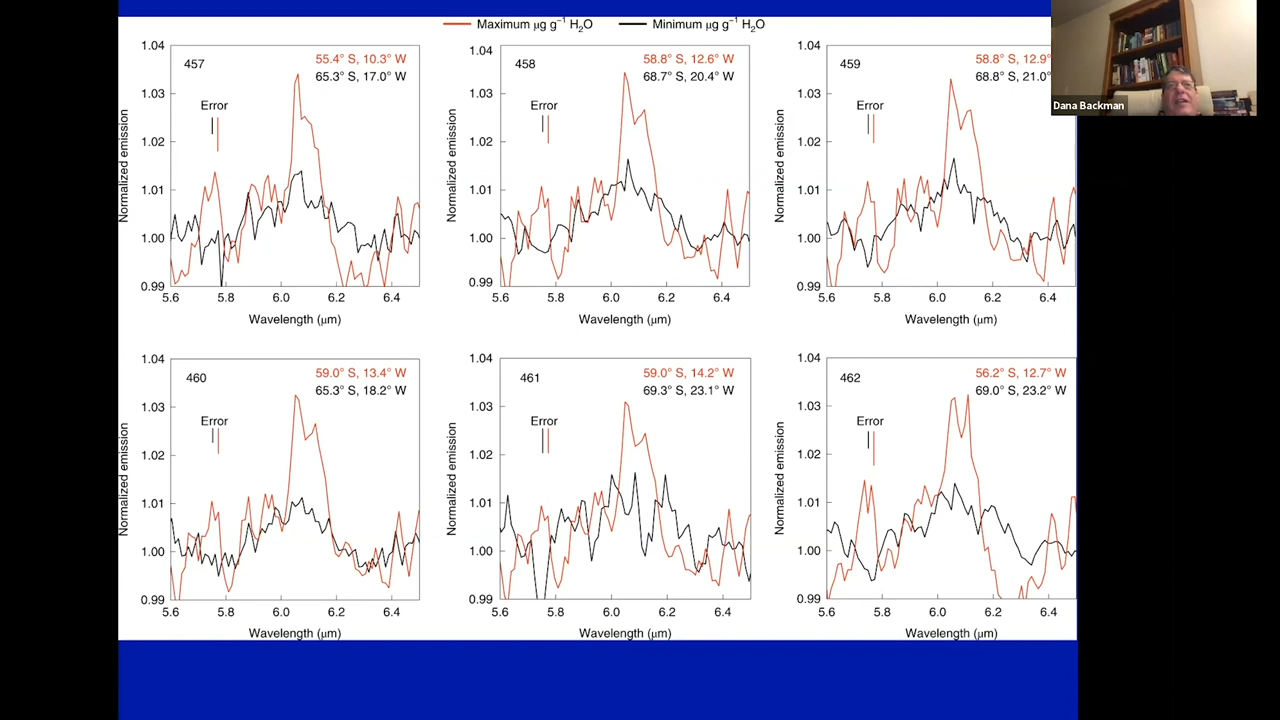 Maximum µg g⁻¹ H₂O Minimum µg g⁻¹ H₂O
Dana Backman
457
55.4° S, 10.3° W
65.3° S, 17.0° W
Error
Normalized emission
1.04
1.03
1.02
1.01
1.00
0.99
5.6 5.8 6.0 6.2 6.4
Wavelength (µm)
458
58.8° S, 12.6° W
68.7° S, 20.4° W
Error
Normalized emission
1.04
1.03
1.02
1.01
1.00
0.99
5.6 5.8 6.0 6.2 6.4
Wavelength (µm)
459
58.8° S, 12.9°
68.8° S, 21.0°
Error
Normalized emission
1.04
1.03
1.02
1.01
1.00
0.99
5.6 5.8 6.0 6.2 6.4
Wavelength (µm)
460
59.0° S, 13.4° W
65.3° S, 18.2° W
Error
Normalized emission
1.04
1.03
1.02
1.01
1.00
0.99
5.6 5.8 6.0 6.2 6.4
Wavelength (µm)
461
59.0° S, 14.2° W
69.3° S, 23.1° W
Error
Normalized emission
1.04
1.03
1.02
1.01
1.00
0.99
5.6 5.8 6.0 6.2 6.4
Wavelength (µm)
462
56.2° S, 12.7° W
69.0° S, 23.2° W
Error
Normalized emission
1.04
1.03
1.02
1.01
1.00
0.99
5.6 5.8 6.0 6.2 6.4
Wavelength (µm)